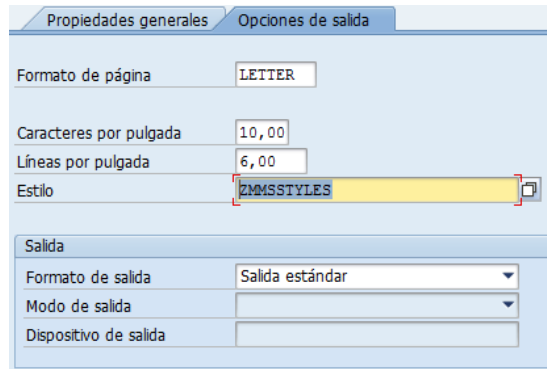 Propiedades generales Opciones de salida
Formato de página LETTER
Caracteres por pulgada 10,00
Líneas por pulgada 6,00
Estilo ZMMSSTYLES
Salida
Formato de salida Salida estándar
Modo de salida
Dispositivo de salida